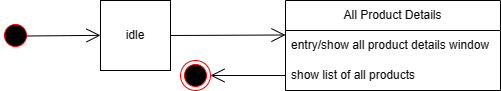 idle
All Product Details
entry/show all product details window
show list of all products